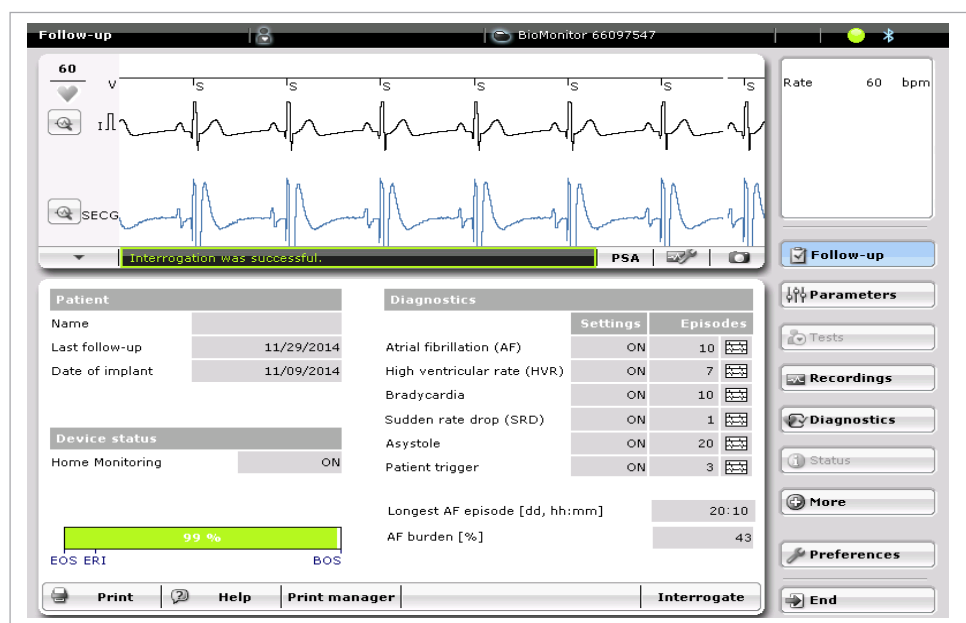 Follow-up BioMonitor 66097547
60
V S S S S S S S
I
SECG
Rate 60 bpm
Interrogation was successful. PSA
Follow-up
Parameters
Tests
Recordings
Diagnostics
Status
More
Preferences
End
Patient
Name
Last follow-up 11/29/2014
Date of implant 11/09/2014
Device status
Home Monitoring ON
99 %
EOS ERI BOS
Diagnostics
Settings Episodes
Atrial fibrillation (AF) ON 10
High ventricular rate (HVR) ON 7
Bradycardia ON 10
Sudden rate drop (SRD) ON 1
Asystole ON 20
Patient trigger ON 3
Longest AF episode [dd, hh:mm] 20:10
AF burden [%] 43
Print Help Print manager Interrogate